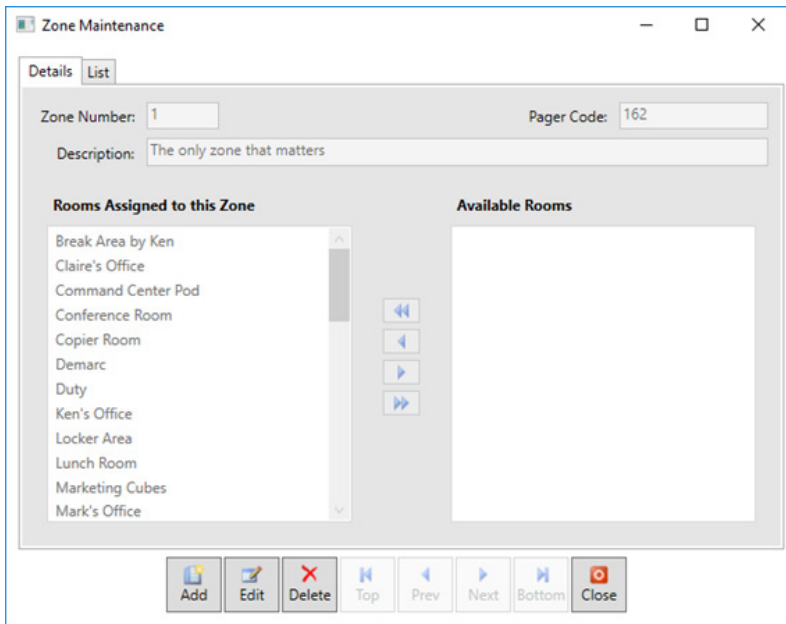 Zone Maintenance
Details List
Zone Number: 1 Pager Code: 162
Description: The only zone that matters
Rooms Assigned to this Zone Available Rooms
Break Area by Ken
Claire's Office
Command Center Pod
Conference Room
Copier Room
Demarc
Duty
Ken's Office
Locker Area
Lunch Room
Marketing Cubes
Mark's Office
Add Edit Delete Top Prev Next Bottom Close